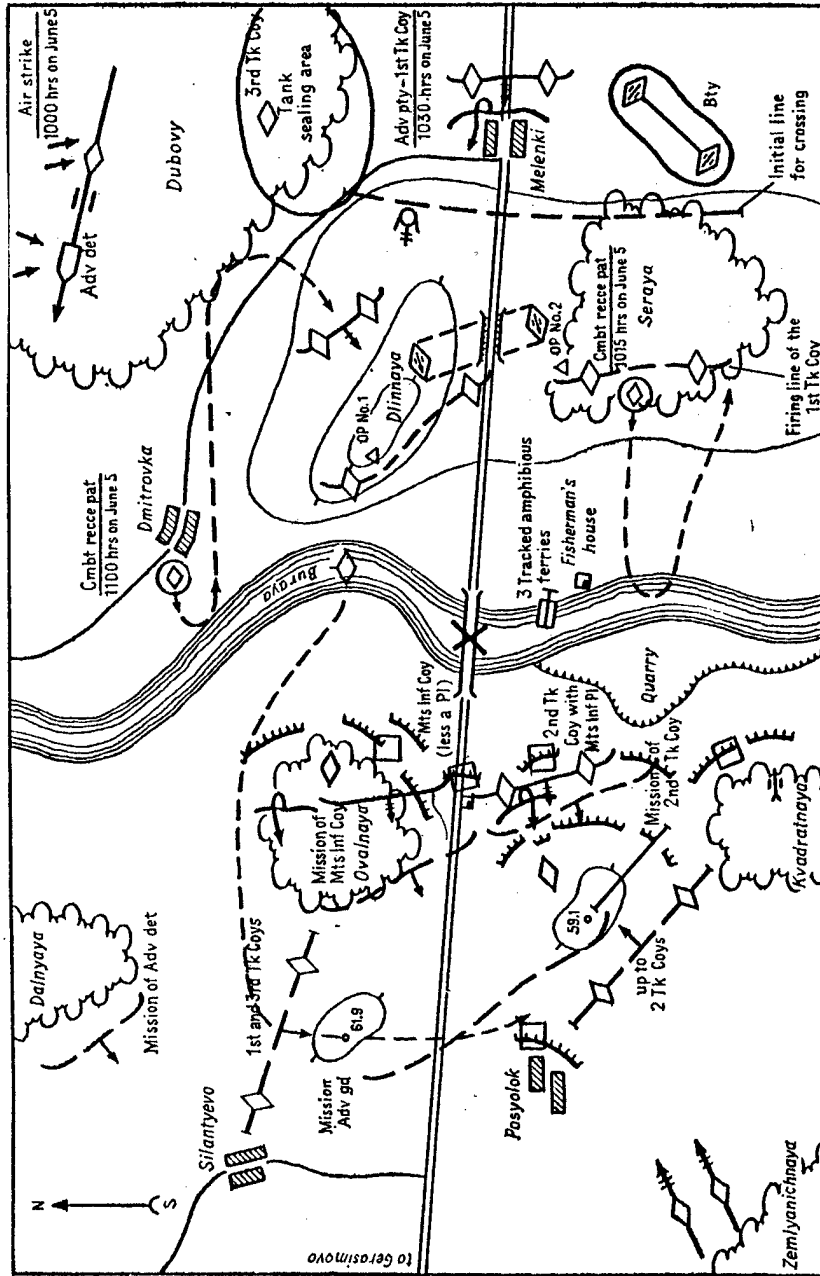 Air strike
1000 hrs on June 5
Adv det
Dubovy
3rd Tk Coy
Tank
sealing area
Adv pty-1st Tk Coy
1030 hrs on June 5
Melenki
Bty
Initial line
for crossing
Cmbt recce pat
1100 hrs on June 5
Dmitrovka
Dlinnaya
OP No.1
OP No.2
Cmbt recce pat
1015 hrs on June 5
Seraya
Firing line of the
1st Tk Coy
Buraya
3 Tracked amphibious
ferries
Fisherman's
house
Quarry
Mts Inf Coy
(less a Pl)
2nd Tk
Coy with
Mts Inf Pl
Mission of
2nd Tk Coy
Kvadratnaya
Mission of
Mts Inf Coy
Ovalnaya
Dalnyaya
Mission of Adv det
1st and 3rd Tk Coys
61.9
59.1
up to
2 Tk Coys
Mission
Adv gd
Posyolok
Silantyevo
N
S
to Gerasimovo
Zemlyanichnaya